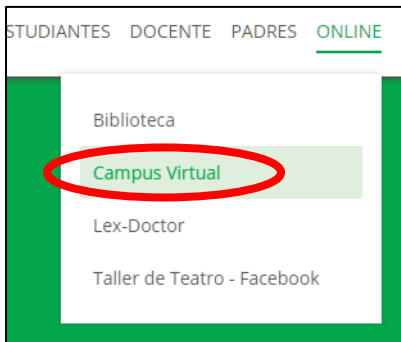 STUDIANTES DOCENTE PADRES ONLINE
Biblioteca
Campus Virtual
Lex-Doctor
Taller de Teatro - Facebook